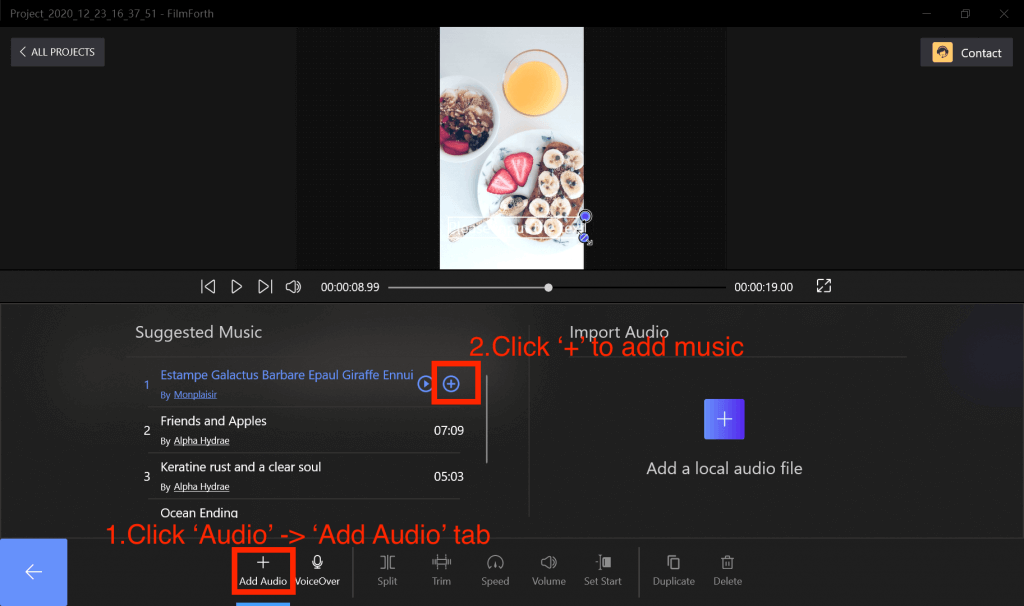 Project_2020_12_23_16_37_51 - FilmForth
ALL PROJECTS
Contact
00:00:08.99
00:00:19.00
Suggested Music
Import Audio
2.Click ‘+’ to add music
1
Estampe Galactus Barbare Epaul Giraffe Ennui
By Monplaisir
2
Friends and Apples
07:09
By Alpha Hydrae
3
Keratine rust and a clear soul
05:03
By Alpha Hydrae
Ocean Ending
Add a local audio file
1.Click ‘Audio’ -> ‘Add Audio’ tab
Add Audio
VoiceOver
Split
Trim
Speed
Volume
Set Start
Duplicate
Delete